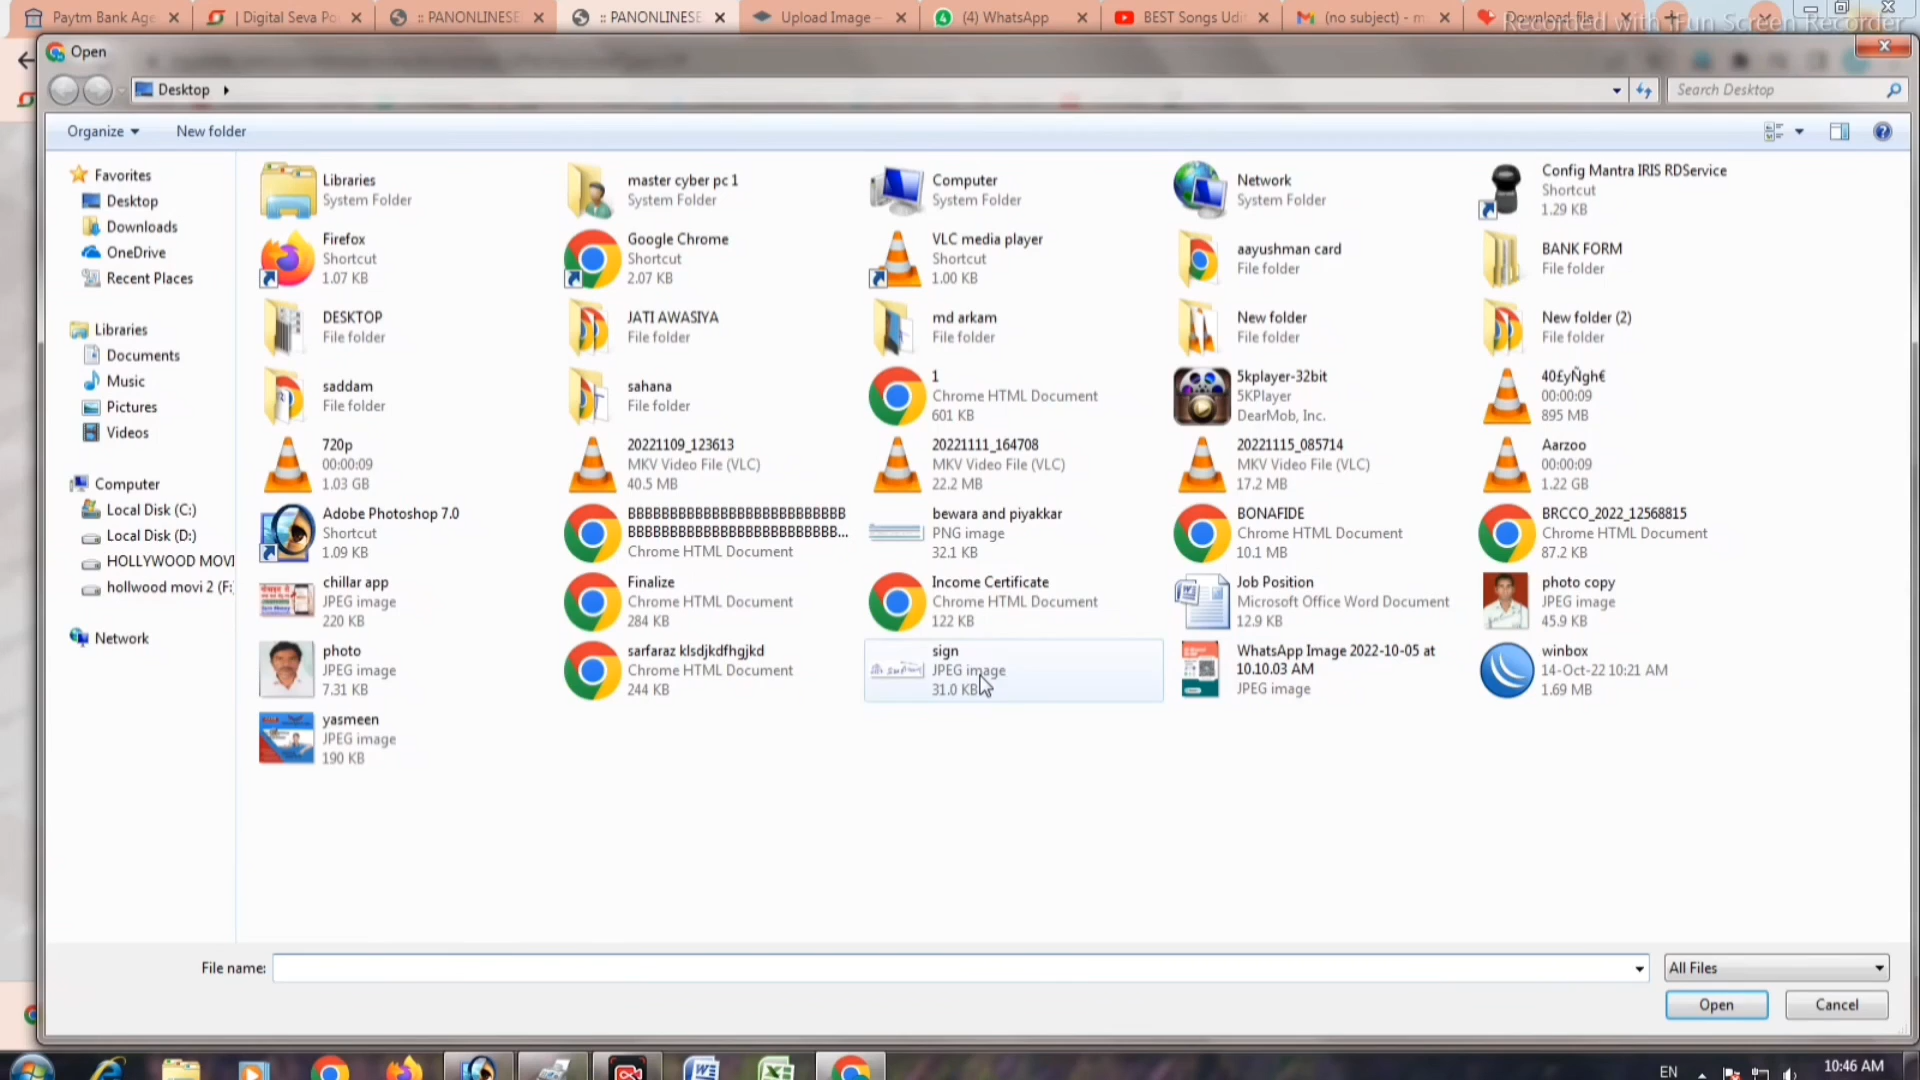 Paytm Bank Age
| Digital Seva Po
:: PANONLINESE
:: PANONLINESE
Upload Image –
(4) WhatsApp
BEST Songs Udi
(no subject) - m
Download file
Recorded with iFun Screen Recorder
Open
Desktop
Search Desktop
Organize
New folder
Favorites
Desktop
Downloads
OneDrive
Recent Places
Libraries
Documents
Music
Pictures
Videos
Computer
Local Disk (C:)
Local Disk (D:)
HOLLYWOOD MOVI
hollwood movi 2 (F:
Network
Libraries
System Folder
master cyber pc 1
System Folder
Computer
System Folder
Network
System Folder
Config Mantra IRIS RDService
Shortcut
1.29 KB
Firefox
Shortcut
1.07 KB
Google Chrome
Shortcut
2.07 KB
VLC media player
Shortcut
1.00 KB
aayushman card
File folder
BANK FORM
File folder
DESKTOP
File folder
JATI AWASIYA
File folder
md arkam
File folder
New folder
File folder
New folder (2)
File folder
saddam
File folder
sahana
File folder
1
Chrome HTML Document
601 KB
5kplayer-32bit
5KPlayer
DearMob, Inc.
40£yÑgh€
00:00:09
895 MB
720p
00:00:09
1.03 GB
20221109_123613
MKV Video File (VLC)
40.5 MB
20221111_164708
MKV Video File (VLC)
22.2 MB
20221115_085714
MKV Video File (VLC)
17.2 MB
Aarzoo
00:00:09
1.22 GB
Adobe Photoshop 7.0
Shortcut
1.09 KB
BBBBBBBBBBBBBBBBBBBBBBBBBB
BBBBBBBBBBBBBBBBBBBBBBBBB...
Chrome HTML Document
bewara and piyakkar
PNG image
32.1 KB
BONAFIDE
Chrome HTML Document
10.1 MB
BRCCO_2022_12568815
Chrome HTML Document
87.2 KB
chillar app
JPEG image
220 KB
Finalize
Chrome HTML Document
284 KB
Income Certificate
Chrome HTML Document
122 KB
Job Position
Microsoft Office Word Document
12.9 KB
photo copy
JPEG image
45.9 KB
photo
JPEG image
7.31 KB
sarfaraz klsdjkdfhgjkd
Chrome HTML Document
244 KB
sign
JPEG image
31.0 KB
WhatsApp Image 2022-10-05 at
10.10.03 AM
JPEG image
winbox
14-Oct-22 10:21 AM
1.69 MB
yasmeen
JPEG image
190 KB
File name:
All Files
Open
Cancel
EN
10:46 AM